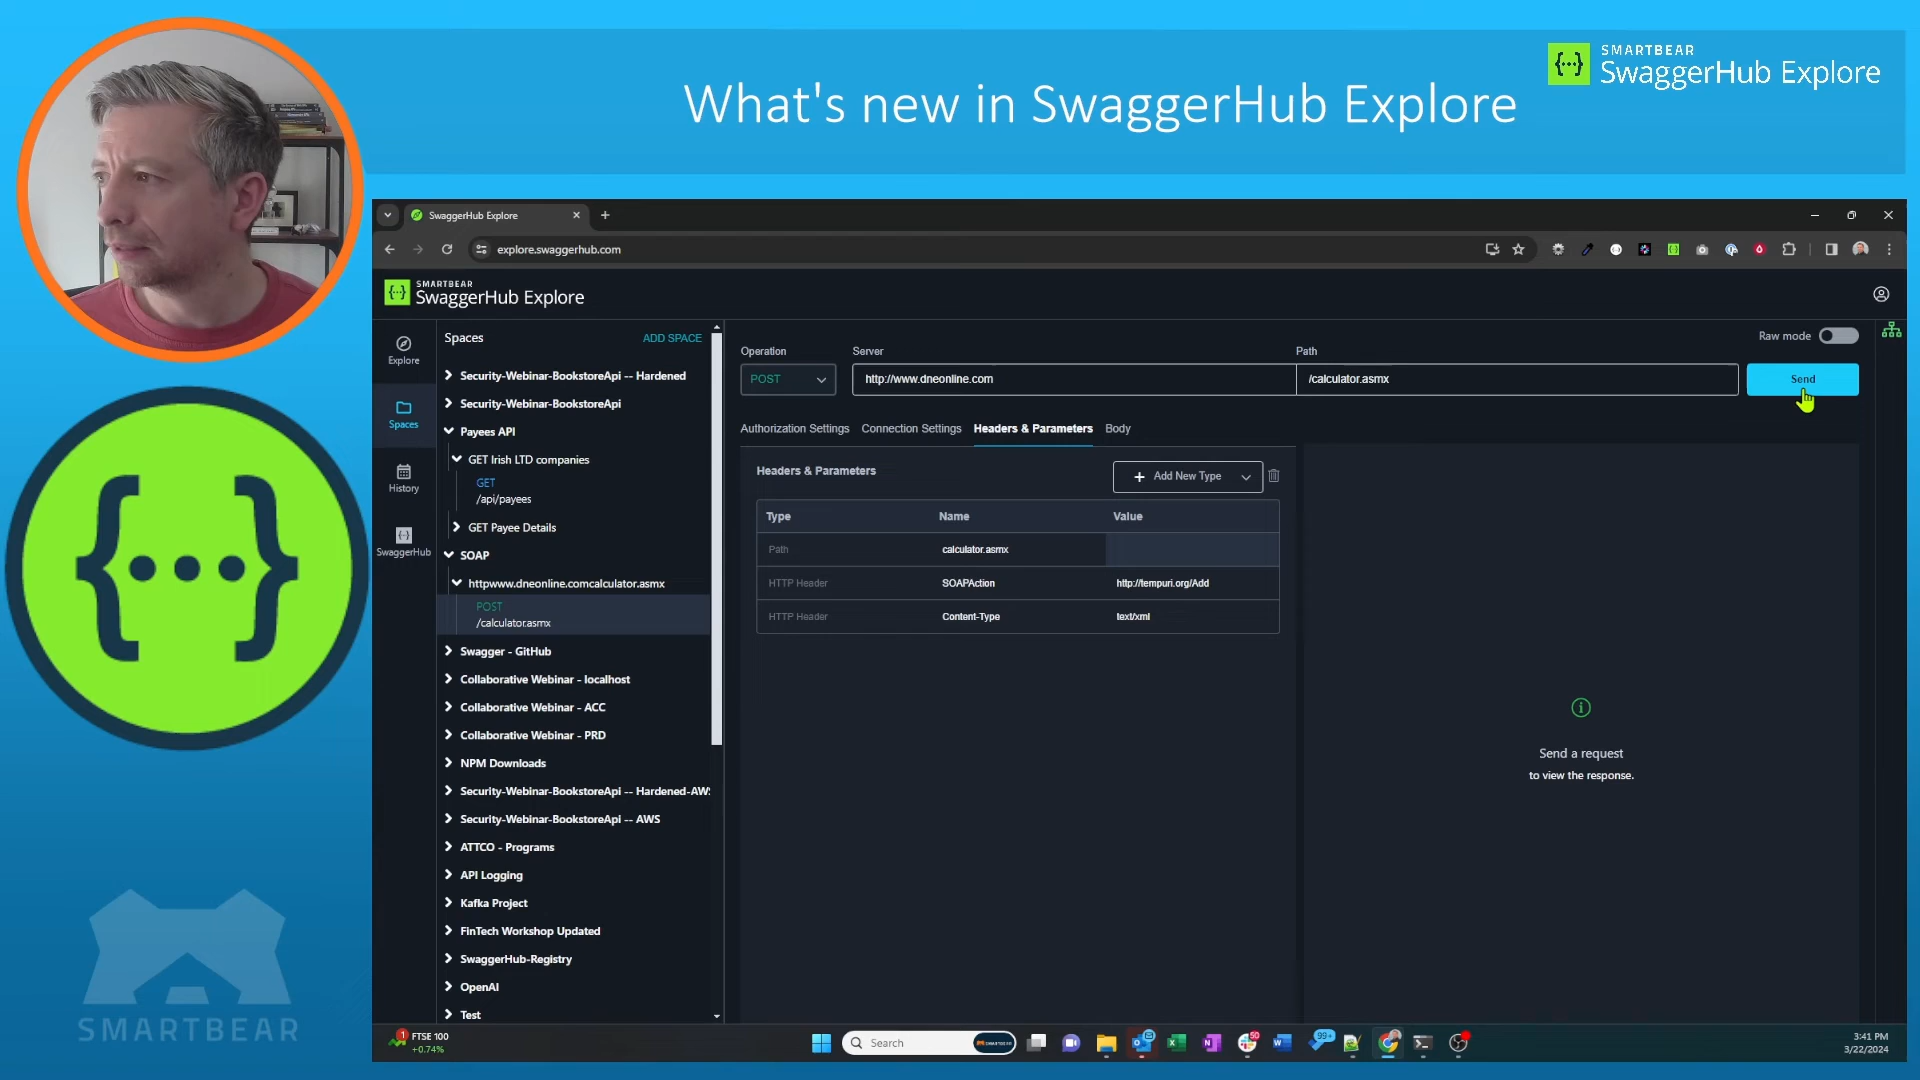 What's new in SwaggerHub Explore
SMARTBEAR
SwaggerHub Explore
SwaggerHub Explore
explore.swaggerhub.com
SMARTBEAR
SwaggerHub Explore
Explore
Spaces
History
SwaggerHub
Spaces
ADD SPACE
Security-Webinar-BookstoreApi -- Hardened
Security-Webinar-BookstoreApi
Payees API
GET Irish LTD companies
GET
/api/payees
GET Payee Details
SOAP
httpwww.dneonline.comcalculator.asmx
POST
/calculator.asmx
Swagger - GitHub
Collaborative Webinar - localhost
Collaborative Webinar - ACC
Collaborative Webinar - PRD
NPM Downloads
Security-Webinar-BookstoreApi -- Hardened-AWS
Security-Webinar-BookstoreApi -- AWS
ATTCO - Programs
API Logging
Kafka Project
FinTech Workshop Updated
SwaggerHub-Registry
OpenAI
Test
Raw mode
Operation
Server
Path
POST
http://www.dneonline.com
/calculator.asmx
Send
Authorization Settings
Connection Settings
Headers & Parameters
Body
Headers & Parameters
Add New Type
Type Name Value
Path calculator.asmx
HTTP Header SOAPAction http://tempuri.org/Add
HTTP Header Content-Type text/xml
Send a request
to view the response.
SMARTBEAR
1
FTSE 100
+0.74%
Search
50
99+
3:41 PM
3/22/2024